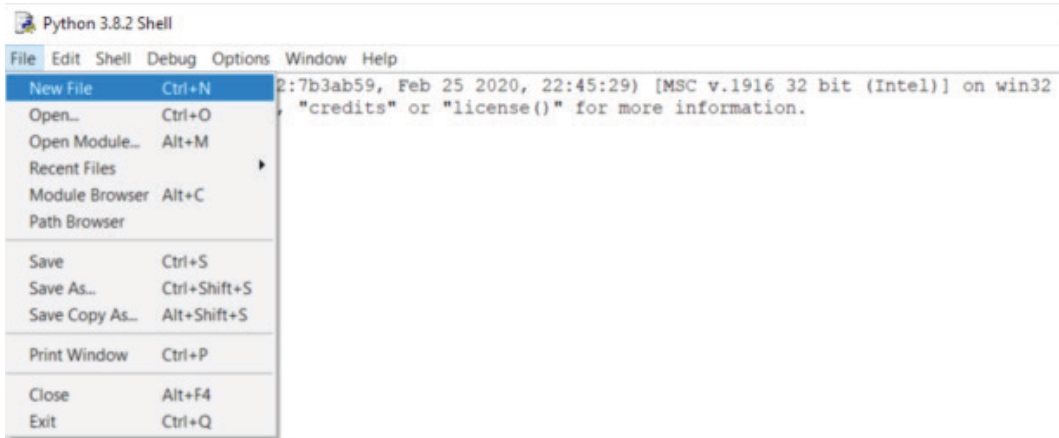 Python 3.8.2 Shell
File Edit Shell Debug Options Window Help
New File Ctrl+N
2:7b3ab59, Feb 25 2020, 22:45:29) [MSC v.1916 32 bit (Intel)] on win32
Open... Ctrl+O
, "credits" or "license()" for more information.
Open Module... Alt+M
Recent Files
Module Browser Alt+C
Path Browser
Save Ctrl+S
Save As... Ctrl+Shift+S
Save Copy As... Alt+Shift+S
Print Window Ctrl+P
Close Alt+F4
Exit Ctrl+Q